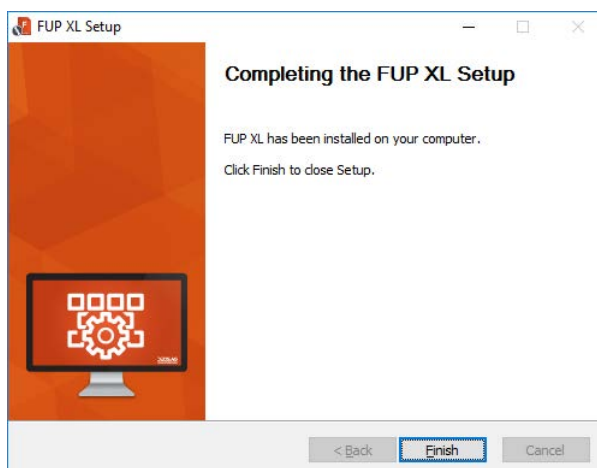 FUP XL Setup
Completing the FUP XL Setup
FUP XL has been installed on your computer.
Click Finish to close Setup.
< Back
Finish
Cancel